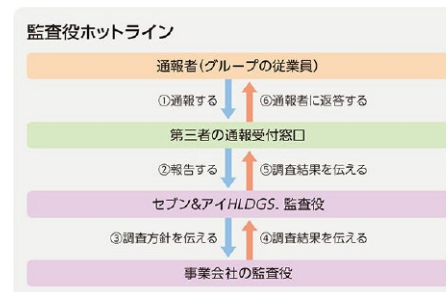 監査役ホットライン
通報者(グループの従業員)
①通報する ⑥通報者に返答する
第三者の通報受付窓口
②報告する ⑤調査結果を伝える
セブン&アイHLDGS. 監査役
③調査方針を伝える ④調査結果を伝える
事業会社の監査役